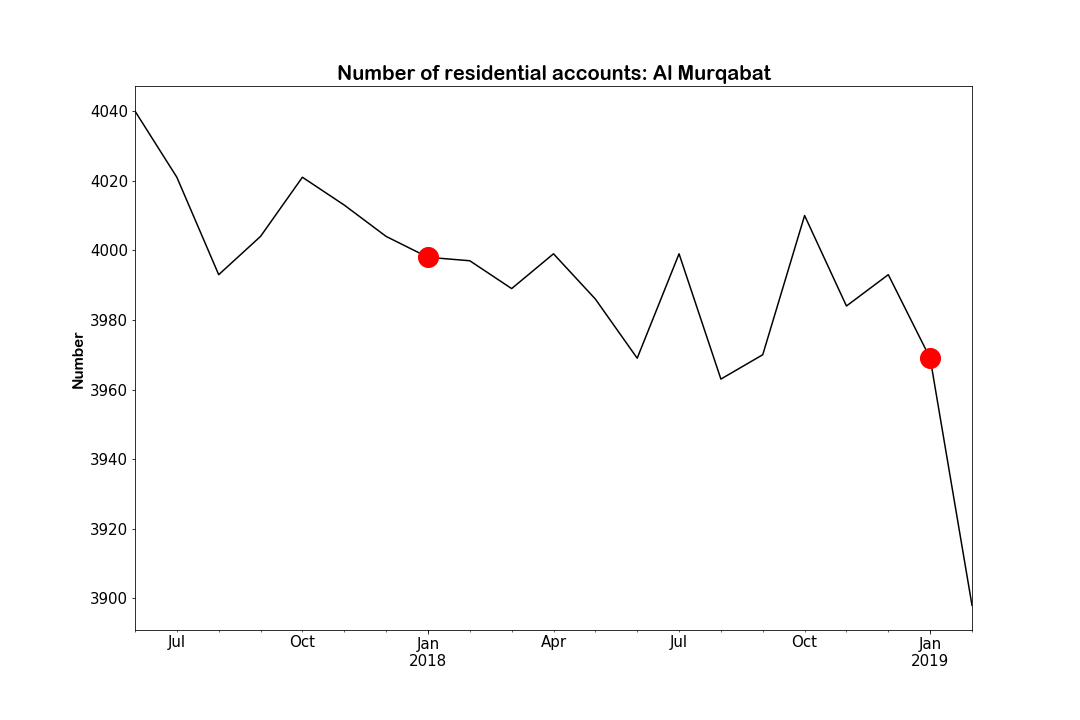 Number of residential accounts: Al Murqabat
Number
4040
4020
4000
3980
3960
3940
3920
3900
Jul
Oct
Jan
2018
Apr
Jul
Oct
Jan
2019